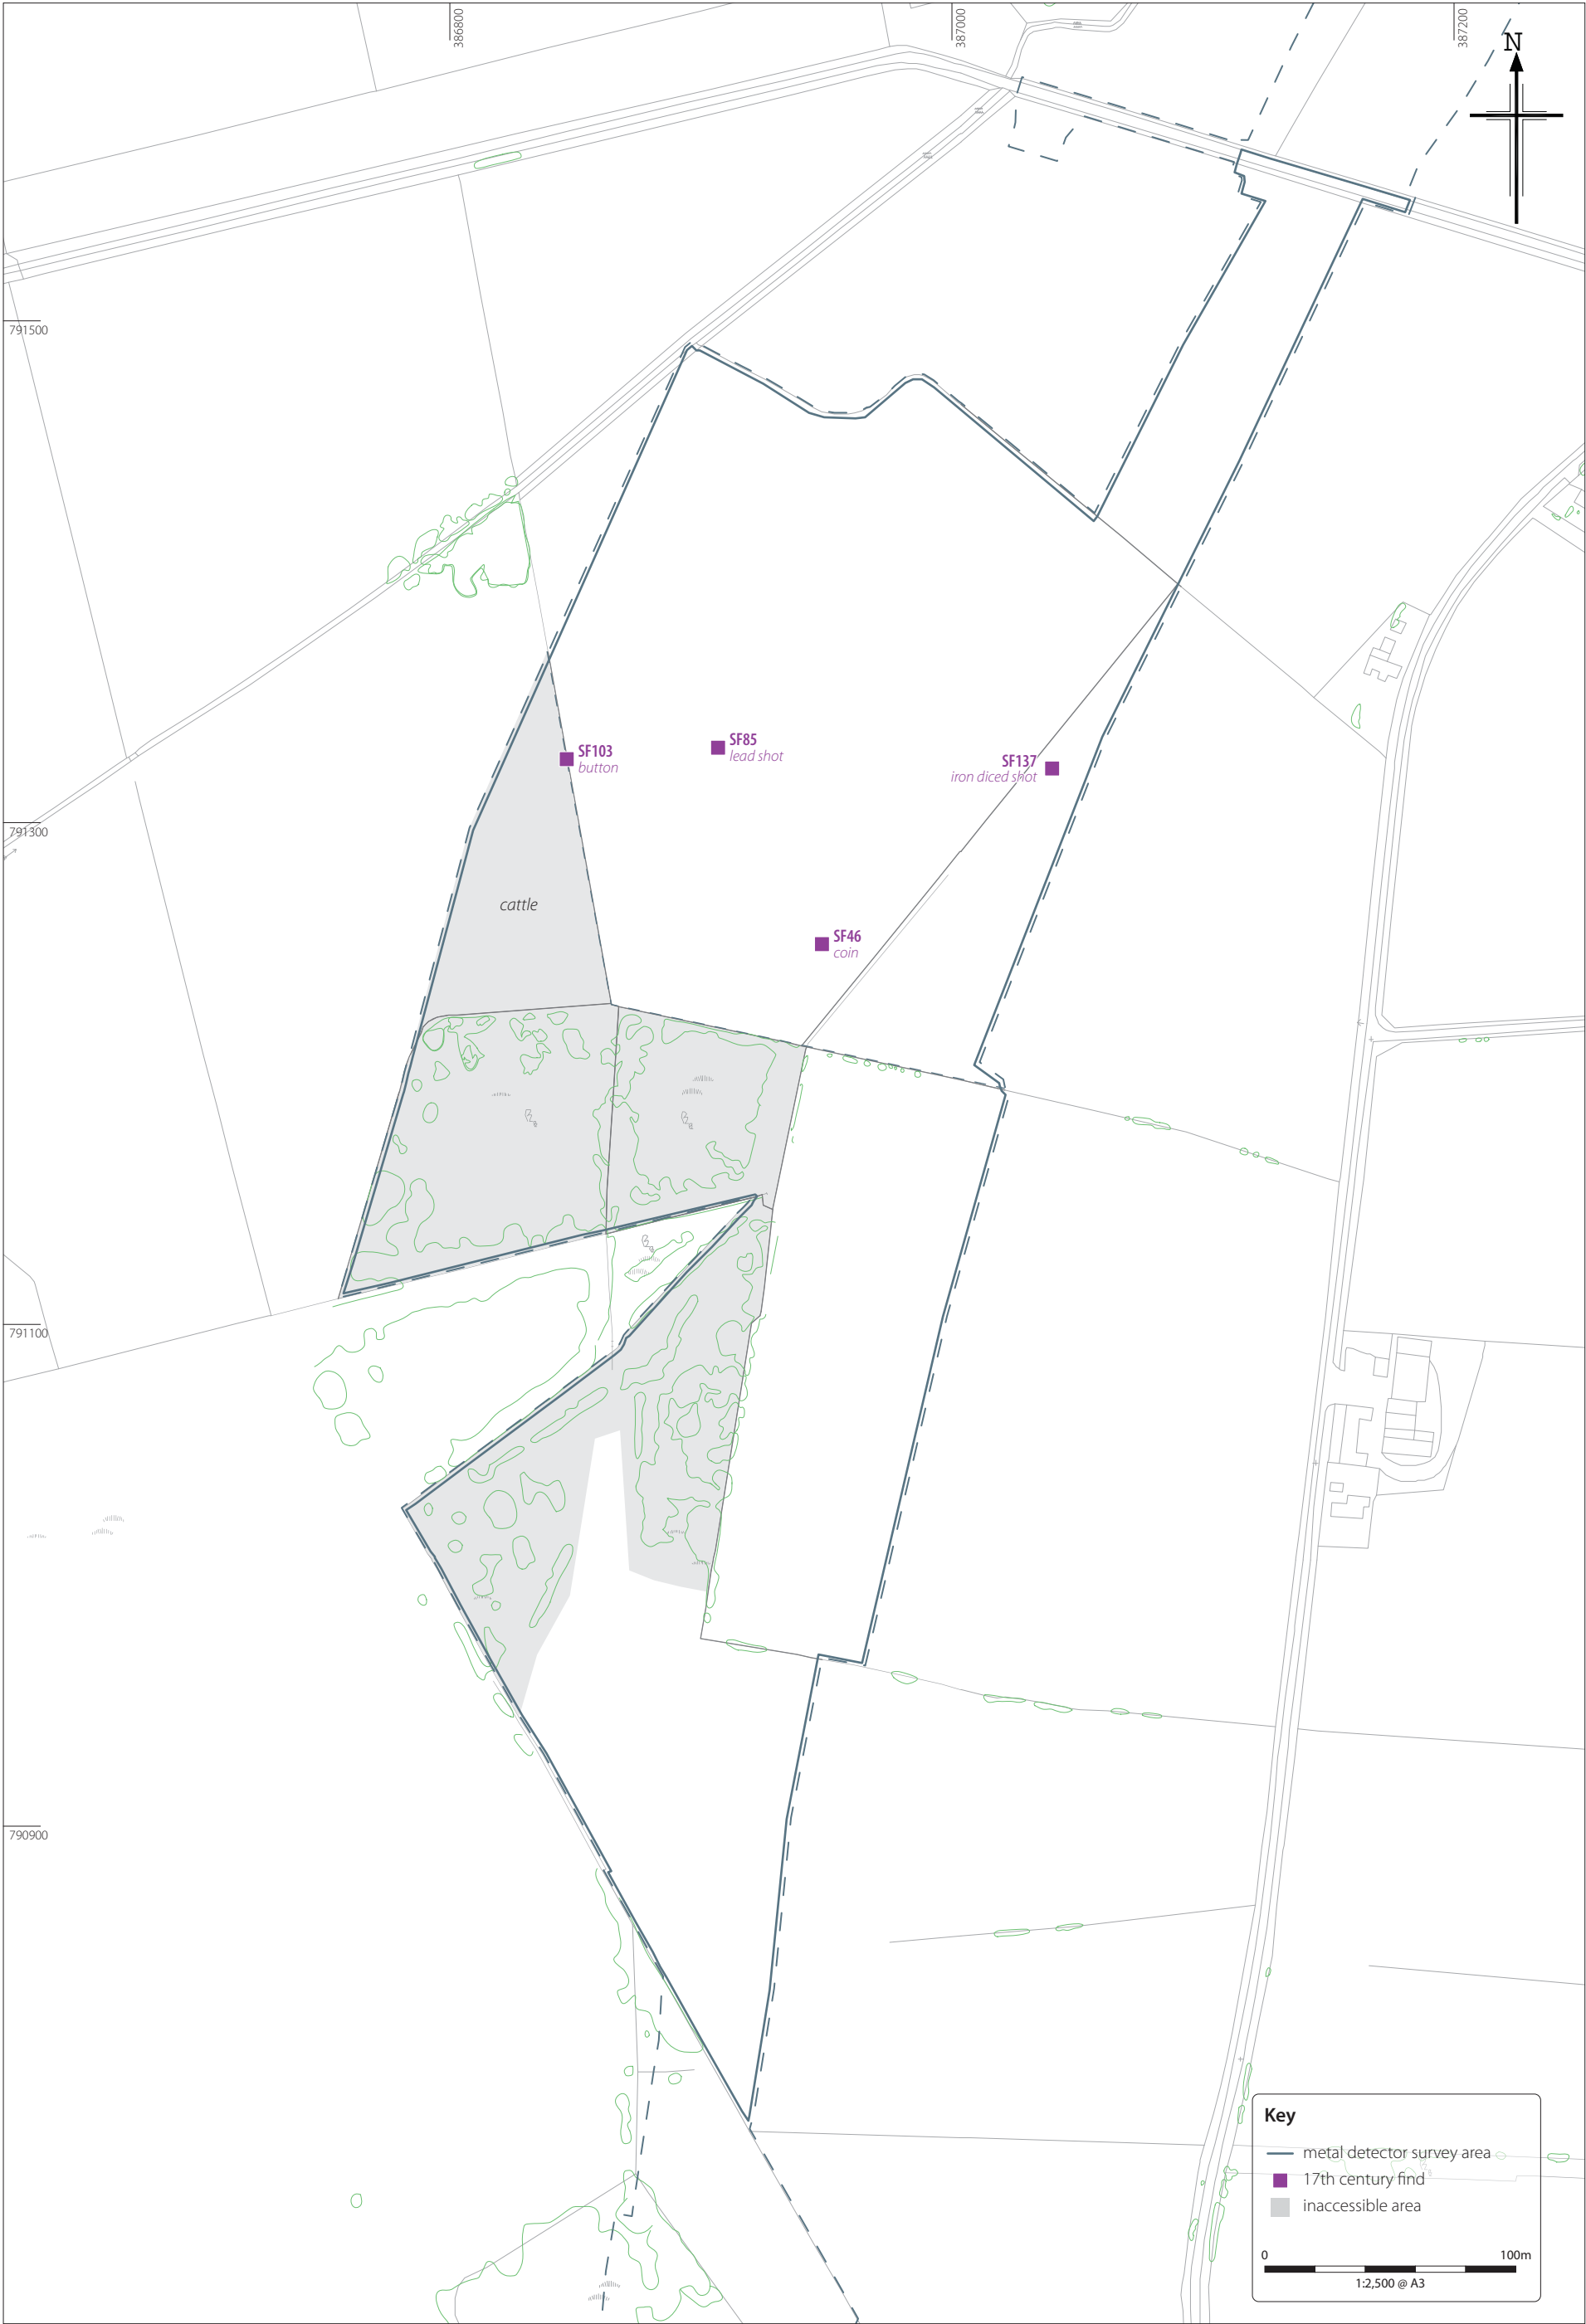 386800
387000
387200
N
791500
SF103
button
SF85
lead shot
SF137
iron diced shot
791300
cattle
SF46
coin
791100
790900
Key
metal detector survey area
17th century find
inaccessible area
0
100m
1:2,500 @ A3